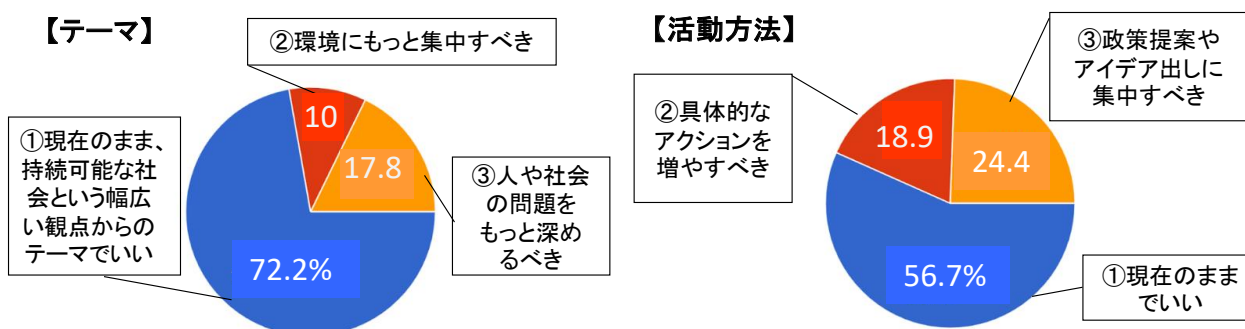 【テーマ】
②環境にもっと集中すべき
10
17.8
72.2%
①現在のまま、
持続可能な社
会という幅広
い観点からの
テーマでいい
③人や社会
の問題を
もっと深め
るべき
【活動方法】
③政策提案や
アイデア出しに
集中すべき
②具体的な
アクションを
増やすべき
18.9
24.4
56.7%
①現在のまま
でいい